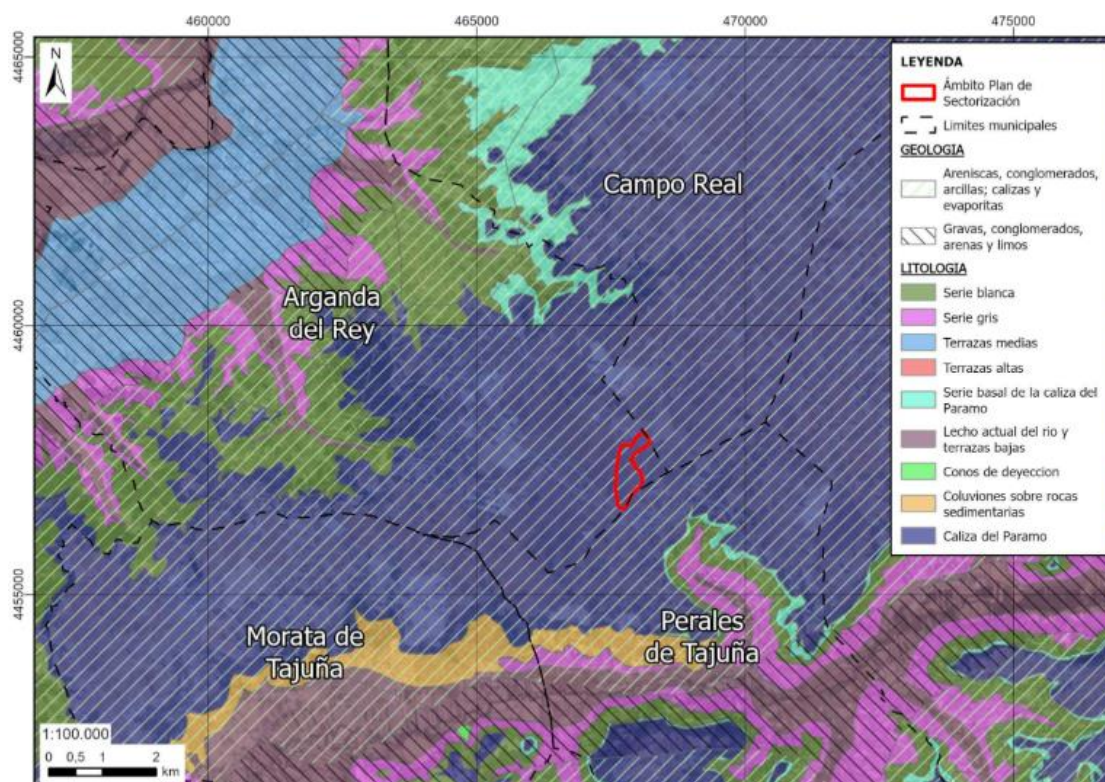 460000
465000
470000
475000
4465000
4460000
4455000
N
Campo Real
Arganda
del Rey
Morata de
Tajuña
Perales
de Tajuña
1:100.000
0 0,5 1 2
km
LEYENDA
Ámbito Plan de
Sectorización
Limites municipales
GEOLOGIA
Areniscas, conglomerados,
arcillas; calizas y
evaporitas
Gravas, conglomerados,
arenas y limos
LITOLOGIA
Serie blanca
Serie gris
Terrazas medias
Terrazas altas
Serie basal de la caliza del
Paramo
Lecho actual del rio y
terrazas bajas
Conos de deyeccion
Coluviones sobre rocas
sedimentarias
Caliza del Paramo